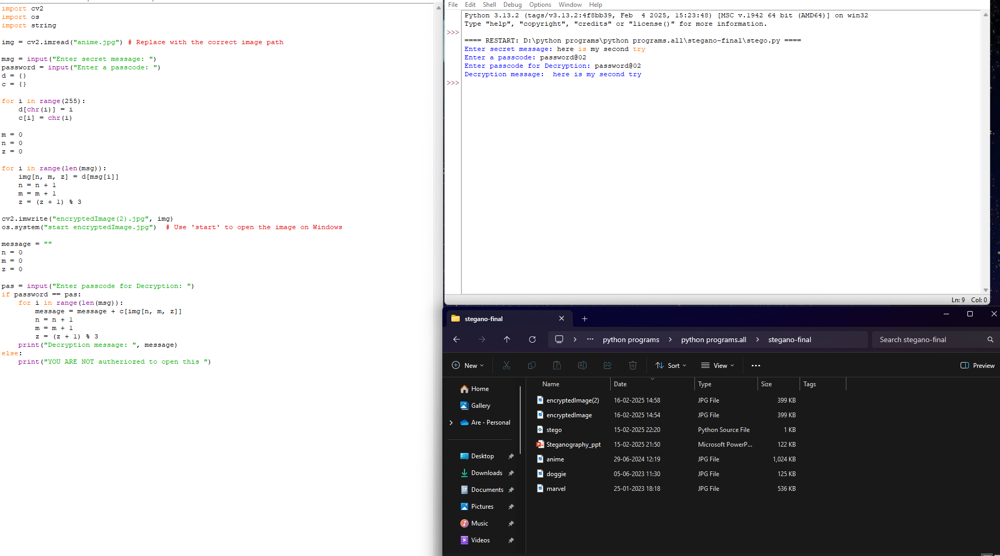 import cv2
import os
import string
img = cv2.imread("anime.jpg") # Replace with the correct image path
msg = input("Enter secret message: ")
password = input("Enter a passcode: ")
d = {}
c = {}
for i in range(255):
    d[chr(i)] = i
    c[i] = chr(i)
m = 0
n = 0
z = 0
for i in range(len(msg)):
    img[n, m, z] = d[msg[i]]
    n = n + 1
    m = m + 1
    z = (z + 1) % 3
cv2.imwrite("encryptedImage(2).jpg", img)
os.system("start encryptedImage.jpg")  # Use 'start' to open the image on Windows
message = ""
n = 0
m = 0
z = 0
pas = input("Enter passcode for Decryption: ")
if password == pas:
    for i in range(len(msg)):
        message = message + c[img[n, m, z]]
        n = n + 1
        m = m + 1
        z = (z + 1) % 3
    print("Decryption message: ", message)
else:
    print("YOU ARE NOT autheriozed to open this ")
File Edit Shell Debug Options Window Help
Python 3.13.2 (tags/v3.13.2:4f8bb39, Feb  4 2025, 15:23:48) [MSC v.1942 64 bit (AMD64)] on win32
Type "help", "copyright", "credits" or "license()" for more information.
>>>
==== RESTART: D:\python programs\python programs.all\stegano-final\stego.py ====
Enter secret message: here is my second try
Enter a passcode: password@02
Enter passcode for Decryption: password@02
Decryption message:  here is my second try
>>>
Ln: 9 Col: 0
stegano-final
python programs > python programs.all > stegano-final
Search stegano-final
New Sort View ... Preview
Home
Gallery
Are - Personal
Desktop
Downloads
Documents
Pictures
Music
Videos
Name Date Type Size Tags
encryptedImage(2) 16-02-2025 14:58 JPG File 399 KB
encryptedImage 16-02-2025 14:54 JPG File 399 KB
stego 15-02-2025 22:20 Python Source File 1 KB
Steganography_ppt 15-02-2025 21:50 Microsoft PowerP... 122 KB
anime 29-06-2024 12:19 JPG File 1,024 KB
doggie 05-06-2023 11:30 JPG File 125 KB
marvel 25-01-2023 18:18 JPG File 536 KB